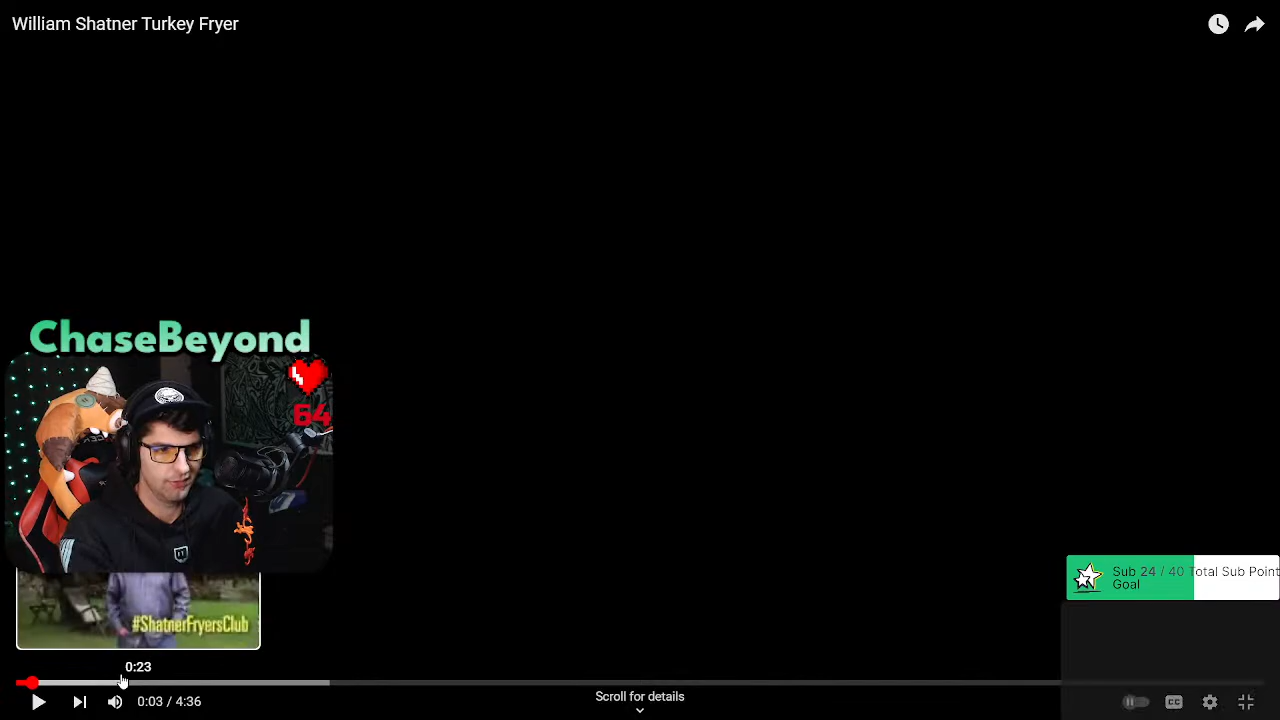 William Shatner Turkey Fryer
ChaseBeyond
64
Sub 24 / 40 Total Sub Point
Goal
#ShatnerFryersClub
0:23
0:03 / 4:36
Scroll for details
CC